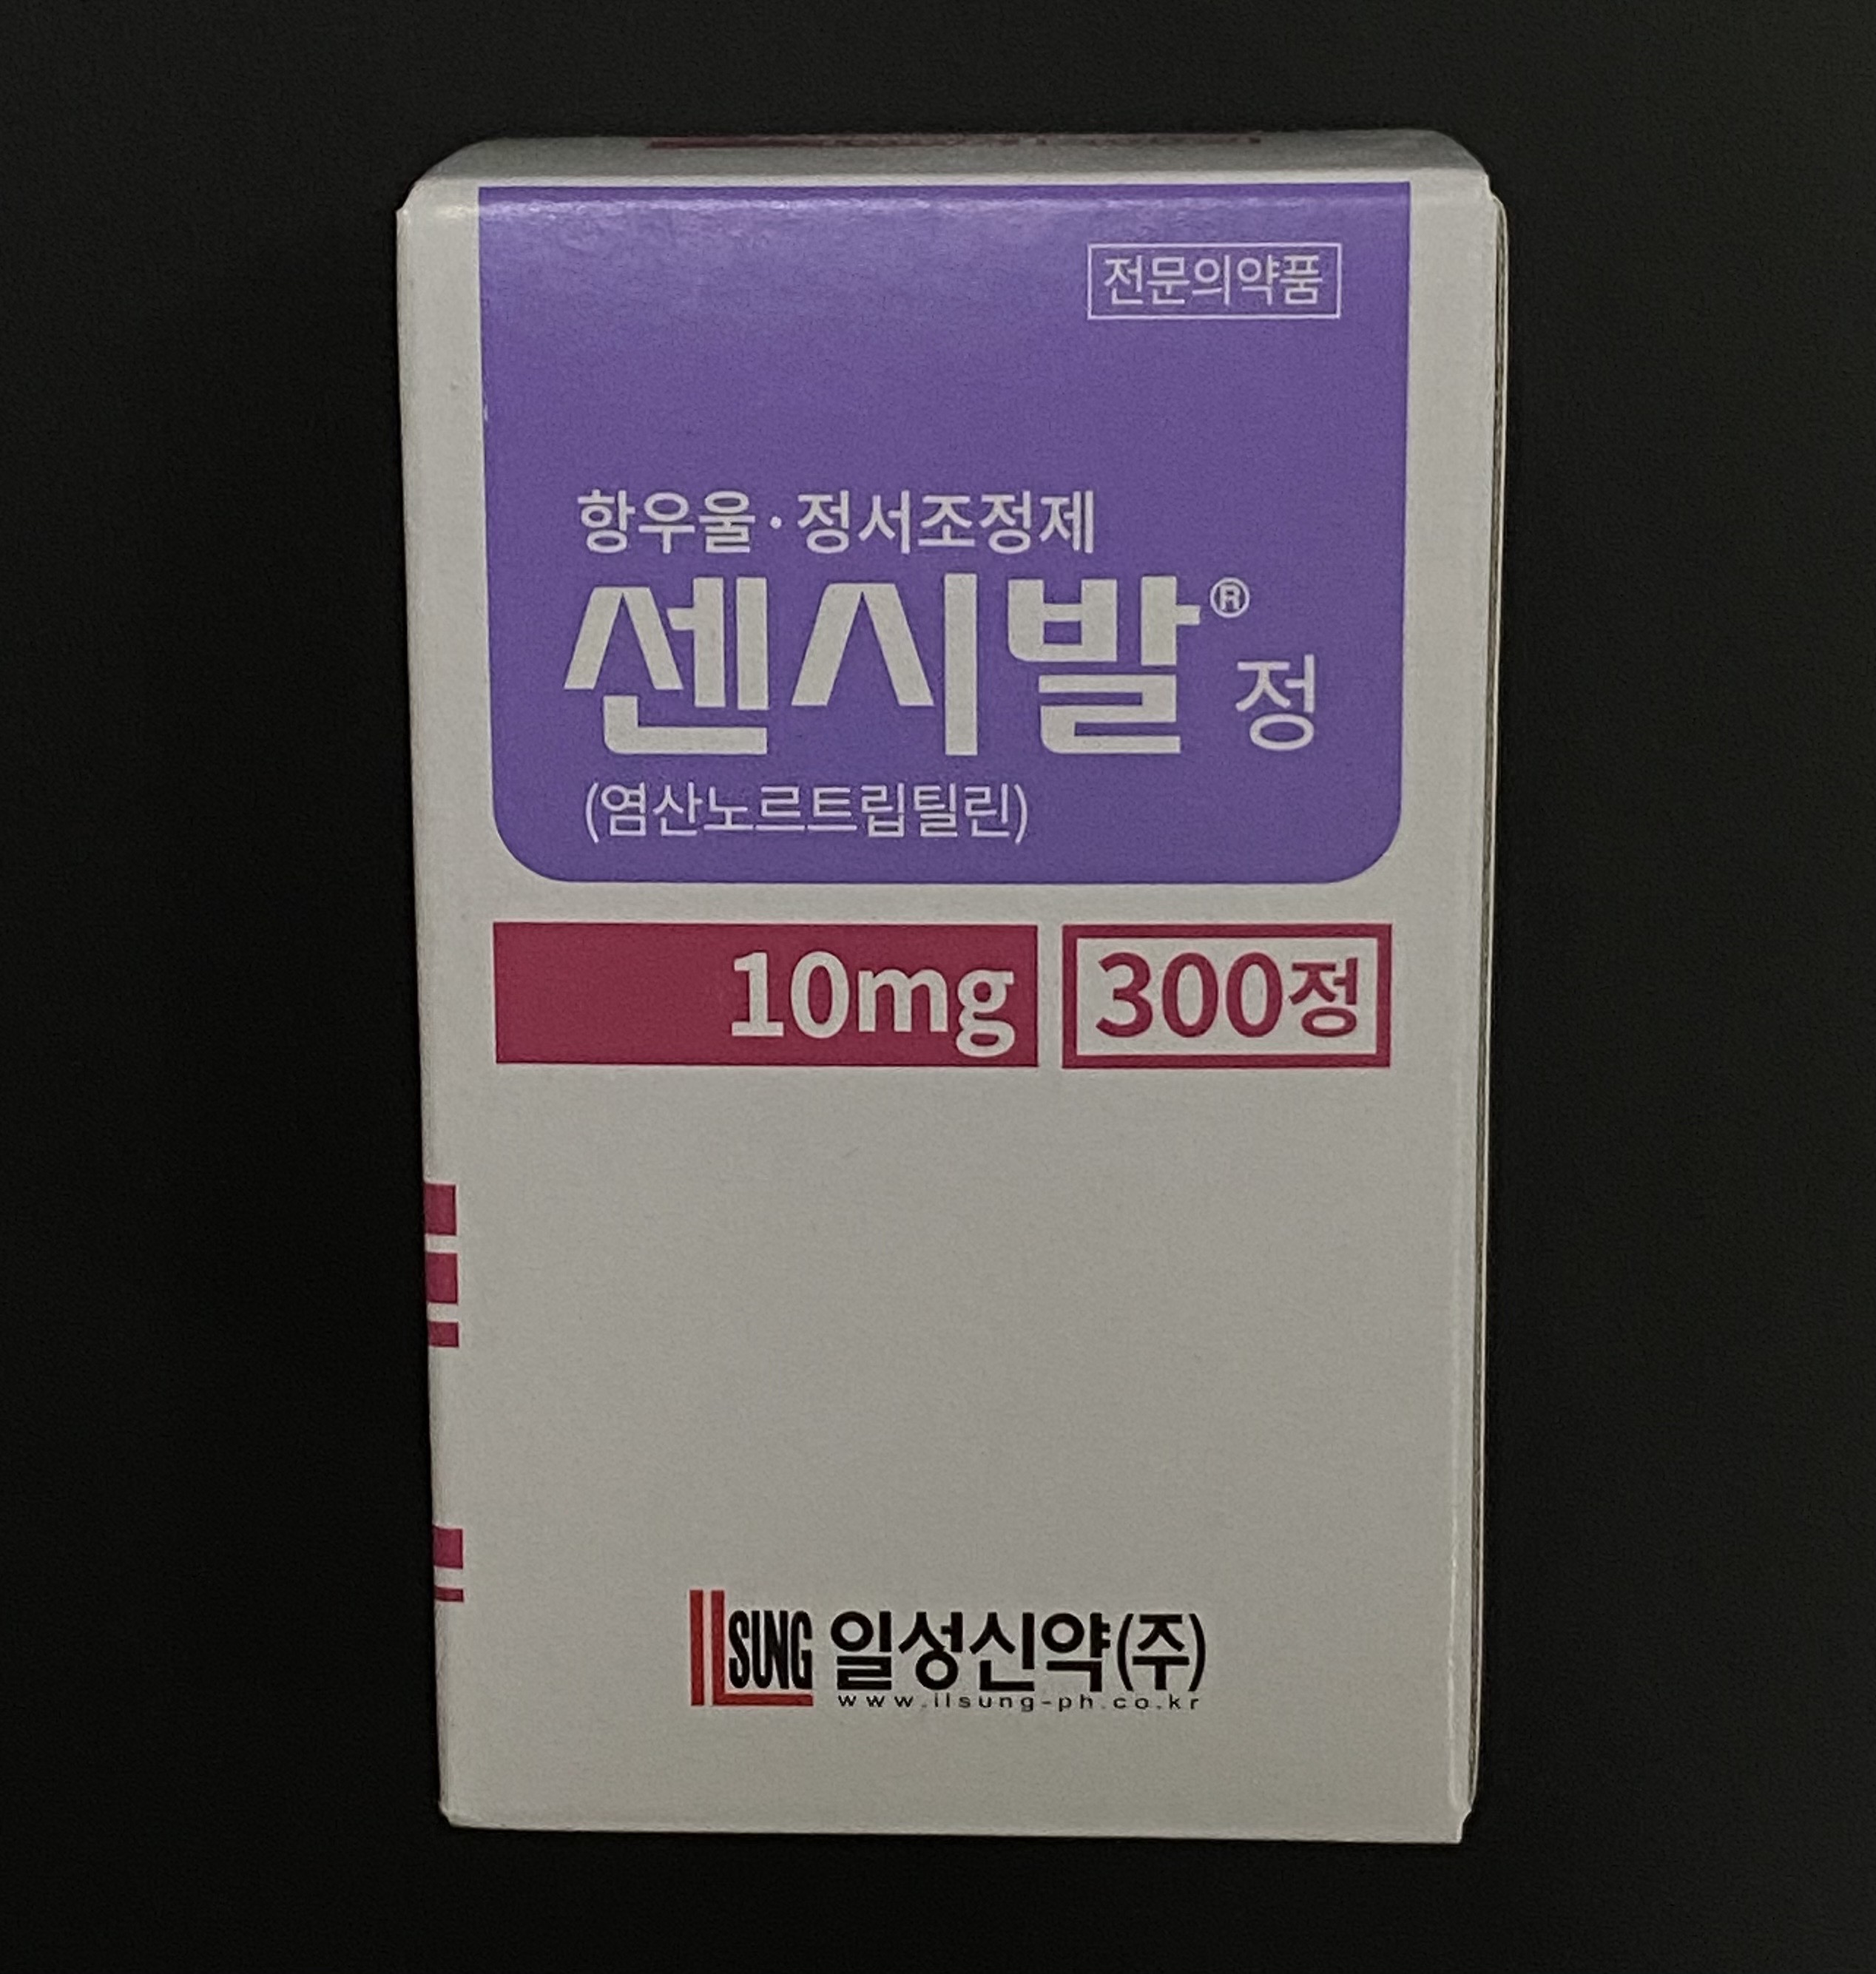 전문의약품
항우울·정서조정제
센시발® 정
(염산노르트립틸린)
10mg 300정
ILSUNG 일성신약(주)
www.ilsung-ph.co.kr